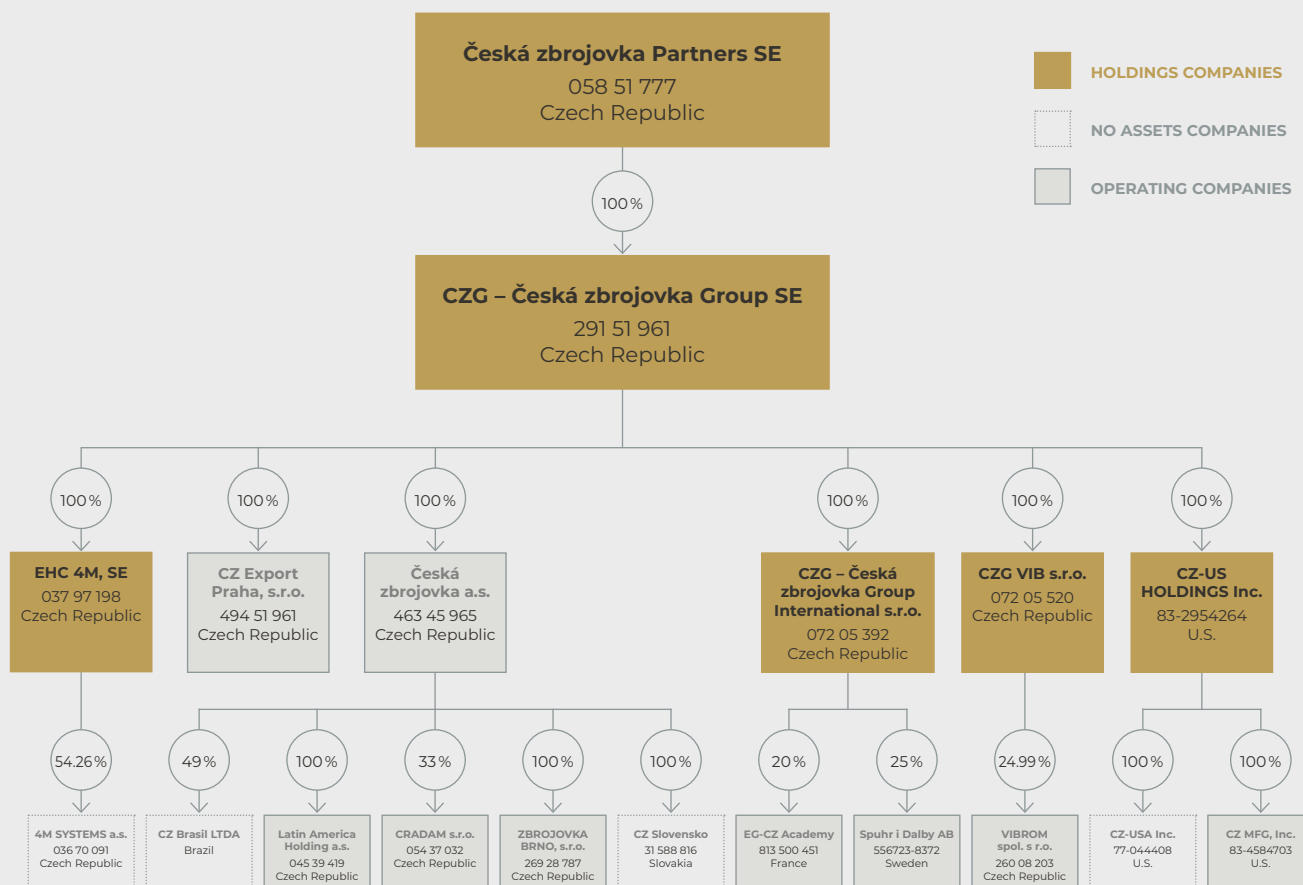 Česká zbrojovka Partners SE
058 51 777
Czech Republic
HOLDINGS COMPANIES
NO ASSETS COMPANIES
OPERATING COMPANIES
100 %
CZG – Česká zbrojovka Group SE
291 51 961
Czech Republic
100 %
100 %
100 %
100 %
100 %
100 %
EHC 4M, SE
037 97 198
Czech Republic
CZ Export
Praha, s.r.o.
494 51 961
Czech Republic
Česká
zbrojovka a.s.
463 45 965
Czech Republic
CZG – Česká
zbrojovka Group
International s.r.o.
072 05 392
Czech Republic
CZG VIB s.r.o.
072 05 520
Czech Republic
CZ-US
HOLDINGS Inc.
83-2954264
U.S.
54.26 %
49 %
100 %
33 %
100 %
100 %
20 %
25 %
24.99 %
100 %
100 %
4M SYSTEMS a.s.
036 70 091
Czech Republic
CZ Brasil LTDA
Brazil
Latin America
Holding a.s.
045 39 419
Czech Republic
CRADAM s.r.o.
054 37 032
Czech Republic
ZBROJOVKA
BRNO, s.r.o.
269 28 787
Czech Republic
CZ Slovensko
31 588 816
Slovakia
EG-CZ Academy
813 500 451
France
Spuhr i Dalby AB
556723-8372
Sweden
VIBROM
spol. s r.o.
260 08 203
Czech Republic
CZ-USA Inc.
77-044408
U.S.
CZ MFG, Inc.
83-4584703
U.S.